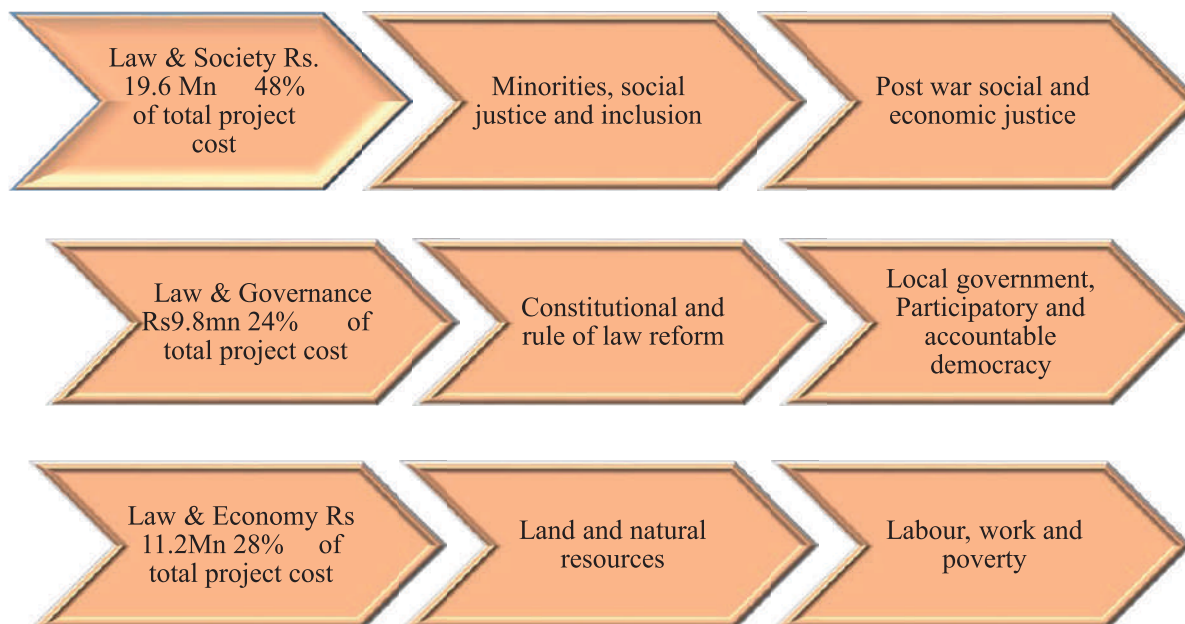 Law & Society Rs.
19.6 Mn 48%
of total project
cost
Minorities, social
justice and inclusion
Post war social and
economic justice
Law & Governance
Rs9.8mn 24% of
total project cost
Constitutional and
rule of law reform
Local government,
Participatory and
accountable
democracy
Law & Economy Rs
11.2Mn 28% of
total project cost
Land and natural
resources
Labour, work and
poverty